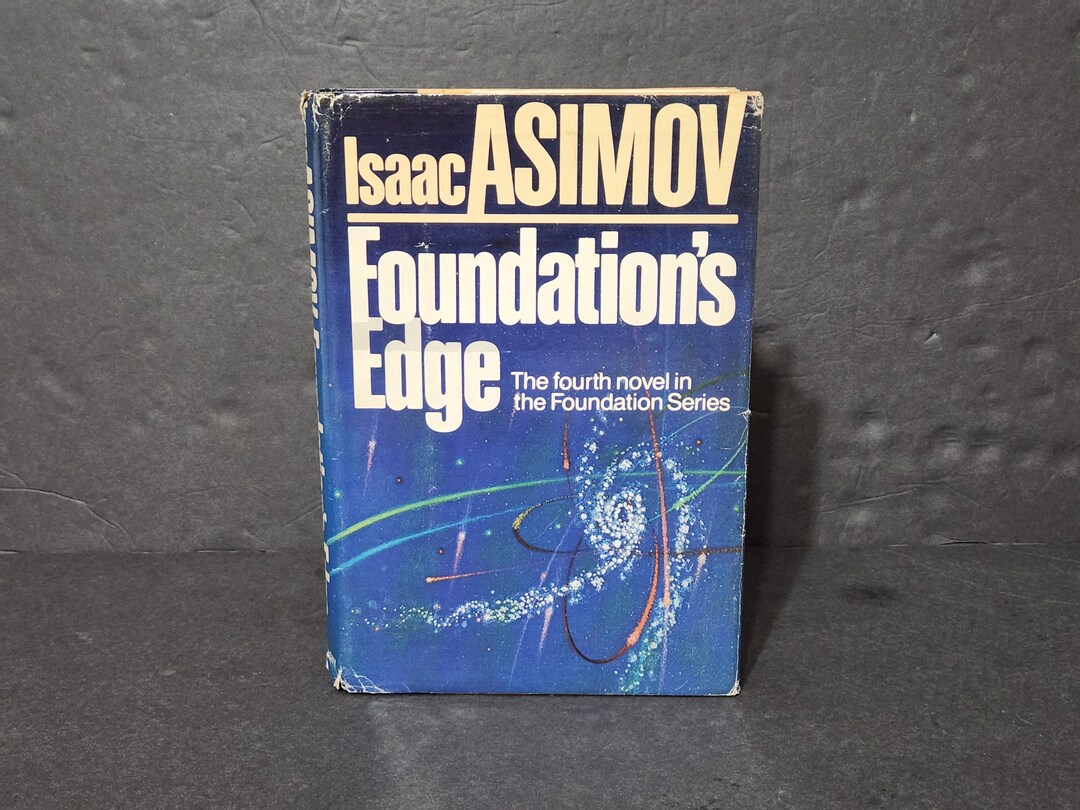 Isaac ASIMOV
Foundation's
Edge
The fourth novel in
the Foundation Series